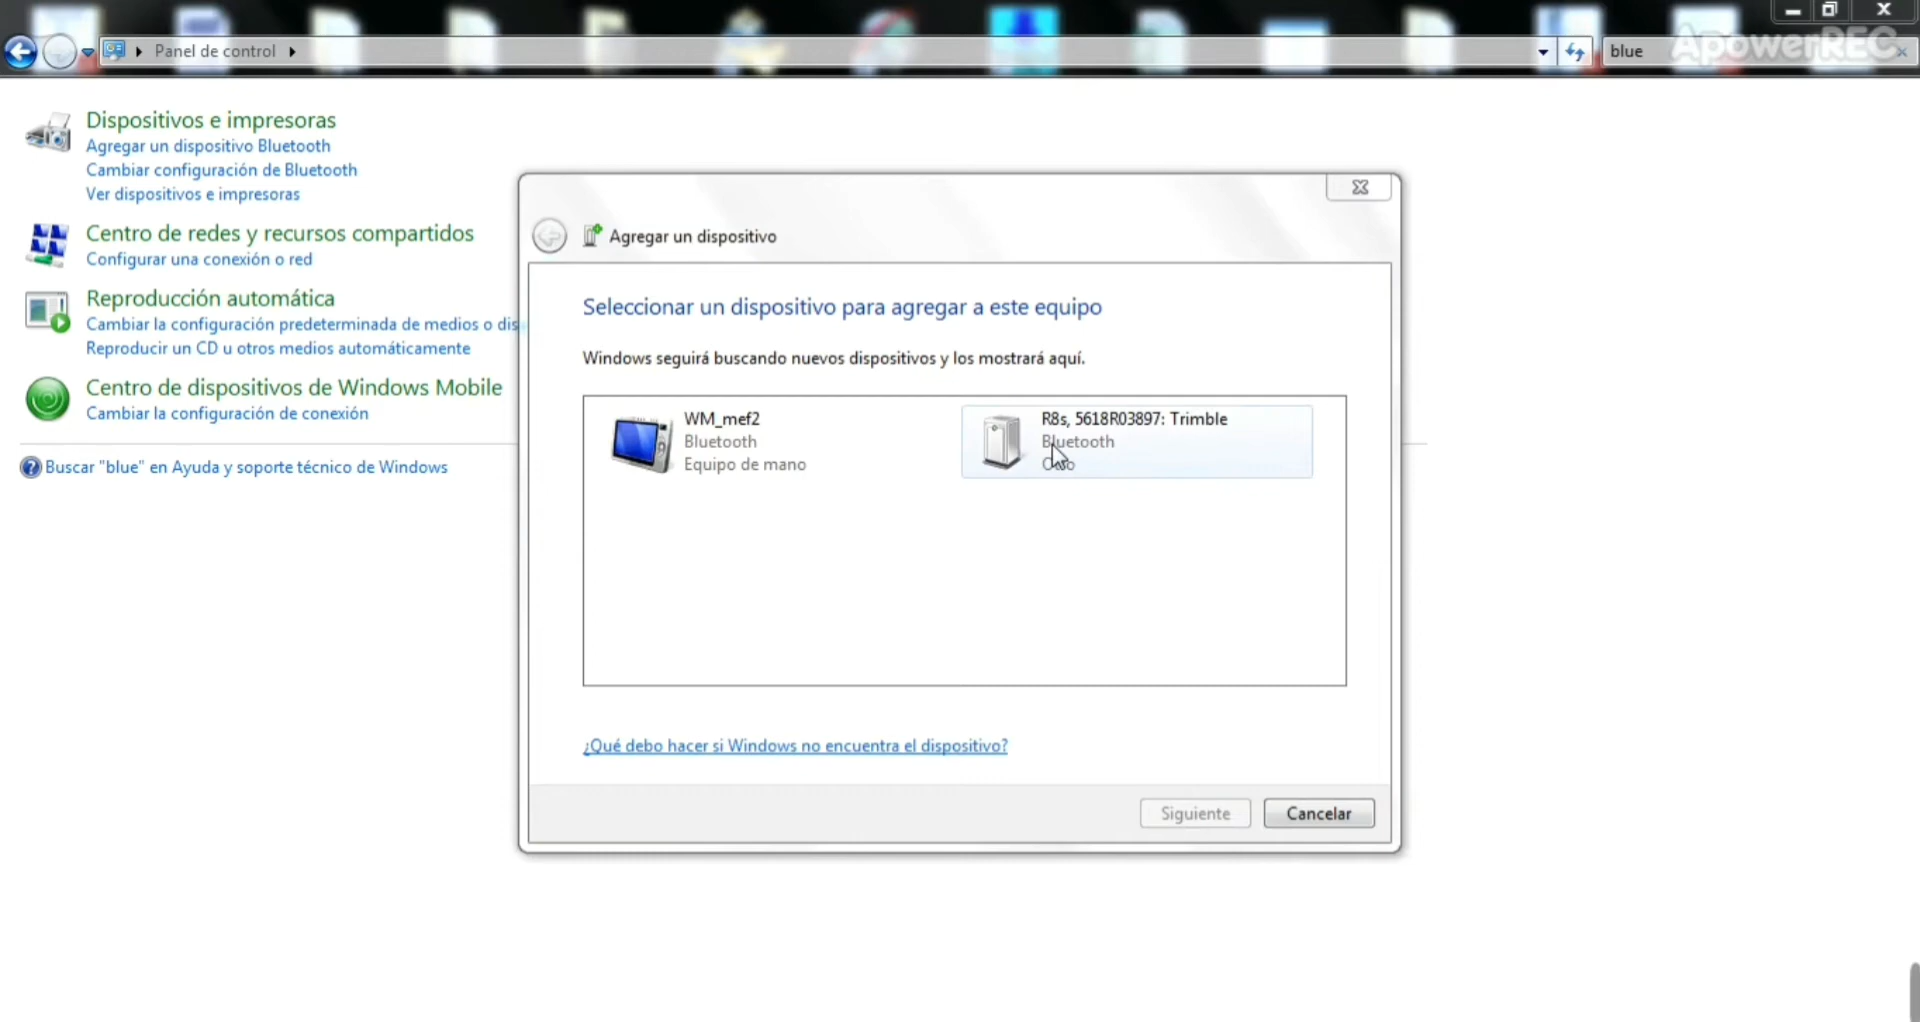 Panel de control
blue
ApowerREC
Dispositivos e impresoras
Agregar un dispositivo Bluetooth
Cambiar configuración de Bluetooth
Ver dispositivos e impresoras
Centro de redes y recursos compartidos
Configurar una conexión o red
Reproducción automática
Cambiar la configuración predeterminada de medios o dis
Reproducir un CD u otros medios automáticamente
Centro de dispositivos de Windows Mobile
Cambiar la configuración de conexión
Buscar "blue" en Ayuda y soporte técnico de Windows
Agregar un dispositivo
Seleccionar un dispositivo para agregar a este equipo
Windows seguirá buscando nuevos dispositivos y los mostrará aquí.
WM_mef2
Bluetooth
Equipo de mano
R8s, 5618R03897: Trimble
Bluetooth
¿Qué debo hacer si Windows no encuentra el dispositivo?
Siguiente
Cancelar